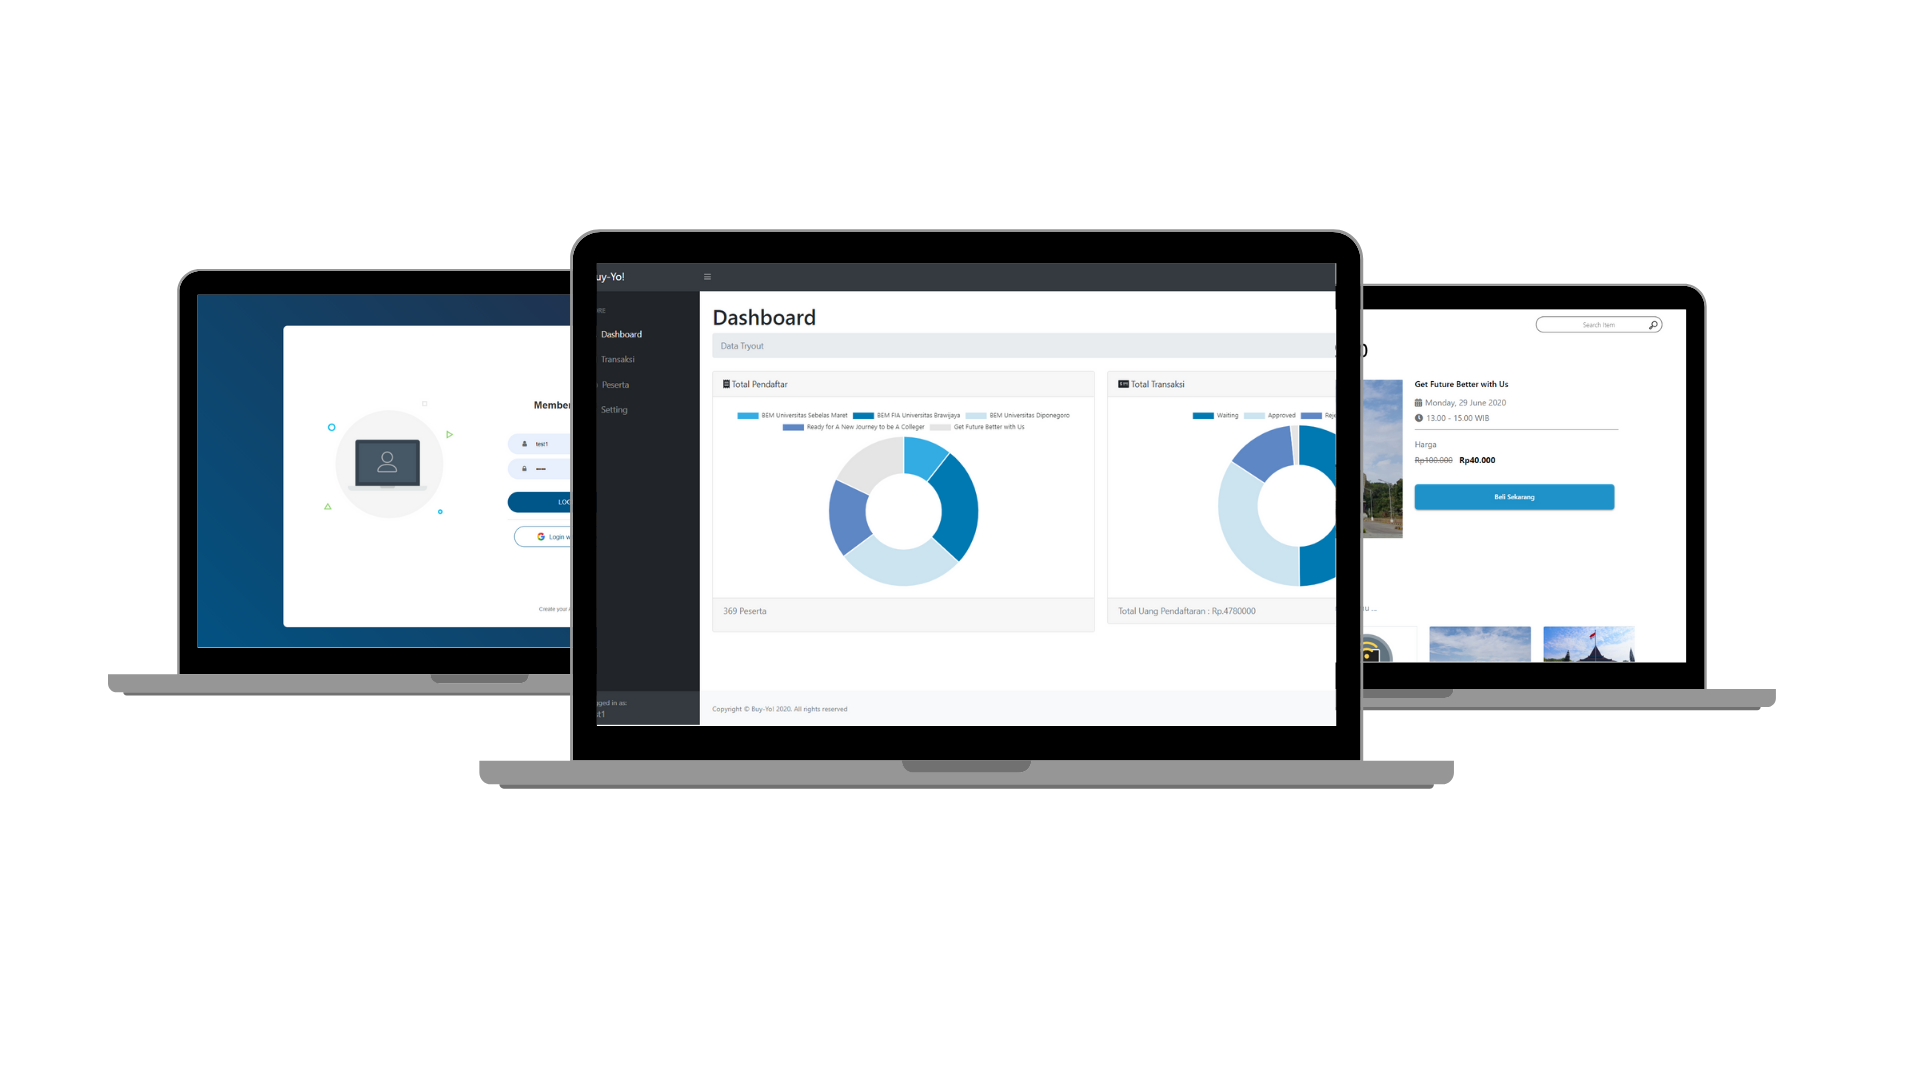 Member
test1
LOG
Login w
Create your A
uy-Yo!
Dashboard
Transaksi
Peserta
Setting
gged in as:
t1
Dashboard
Data Tryout
Total Pendaftar
BEM Universitas Sebelas Maret BEM FIA Universitas Brawijaya BEM Universitas Diponegoro
Ready for A New Journey to be A Colleger Get Future Better with Us
369 Peserta
Total Transaksi
Waiting Approved Reje
Total Uang Pendaftaran : Rp.4780000
Copyright © Buy-Yo! 2020. All rights reserved
Search Item
Get Future Better with Us
Monday, 29 June 2020
13.00 - 15.00 WIB
Harga
Rp100.000 Rp40.000
Beli Sekarang